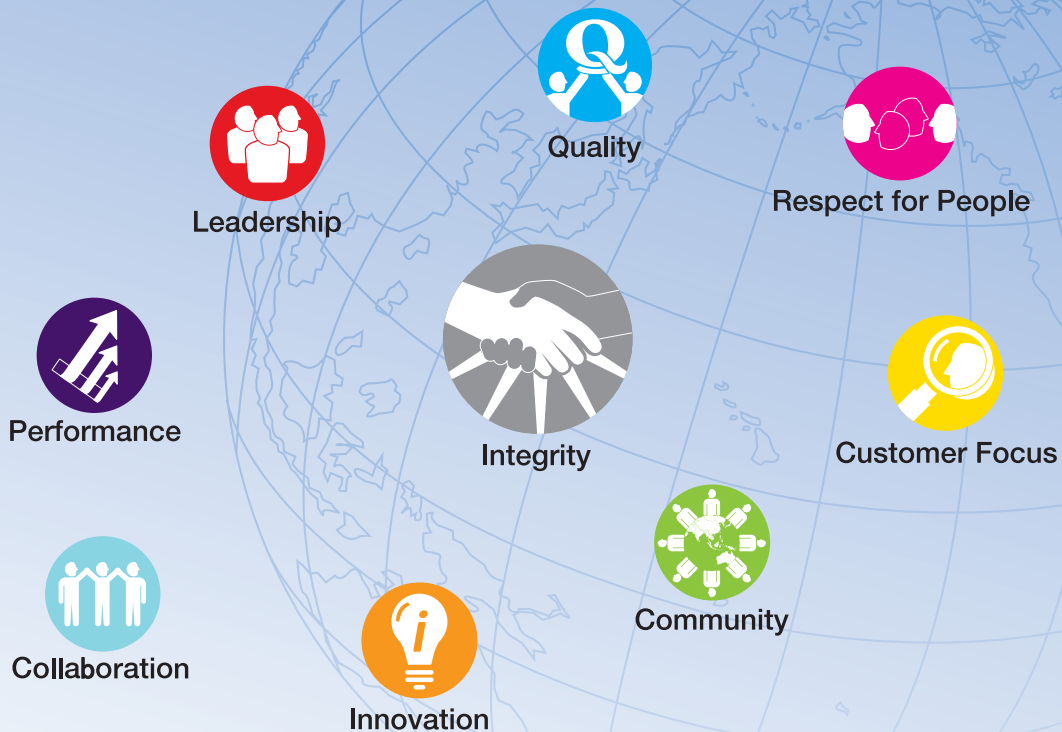 Q
Quality
Leadership
Respect for People
Integrity
Performance
Customer Focus
Community
Collaboration
i
Innovation